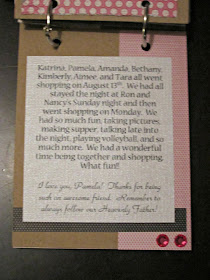 Katrina, Pamela, Amanda, Bethany,
Kimberly, Aimee, and Tara all went
shopping on August 13th. We had all
stayed the night at Ron and
Nancy's Sunday night and then
went shopping on Monday. We
had so much fun, taking pictures,
making supper, talking late into
the night, playing volleyball, and so
much more. We had a wonderful
time being together and shopping.
What fun!!
I love you, Pamela! Thanks for being
such an awesome friend. Remember to
always follow our Heavenly Father!